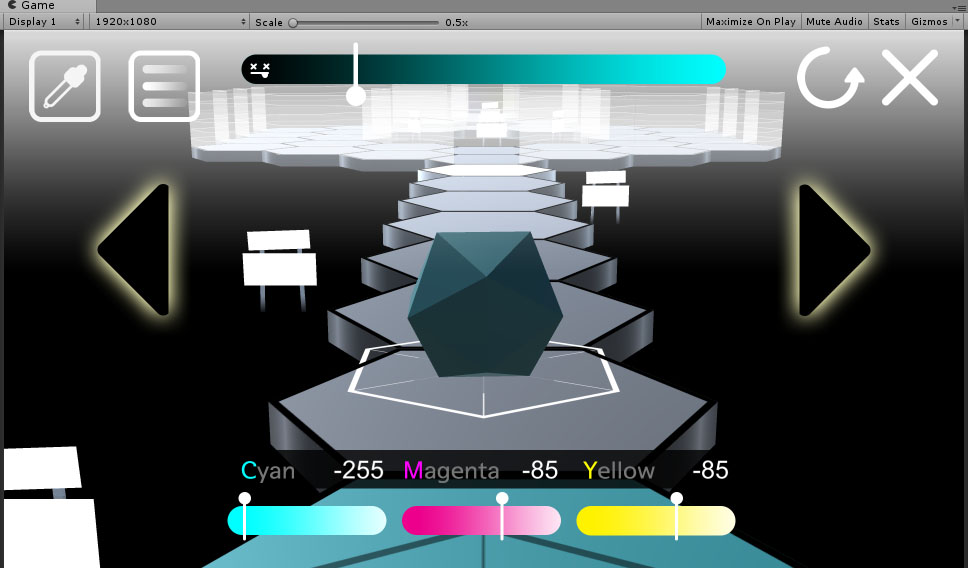 Game
Display 1 1920x1080 Scale 0.5x Maximize On Play Mute Audio Stats Gizmos
Cyan -255 Magenta -85 Yellow -85